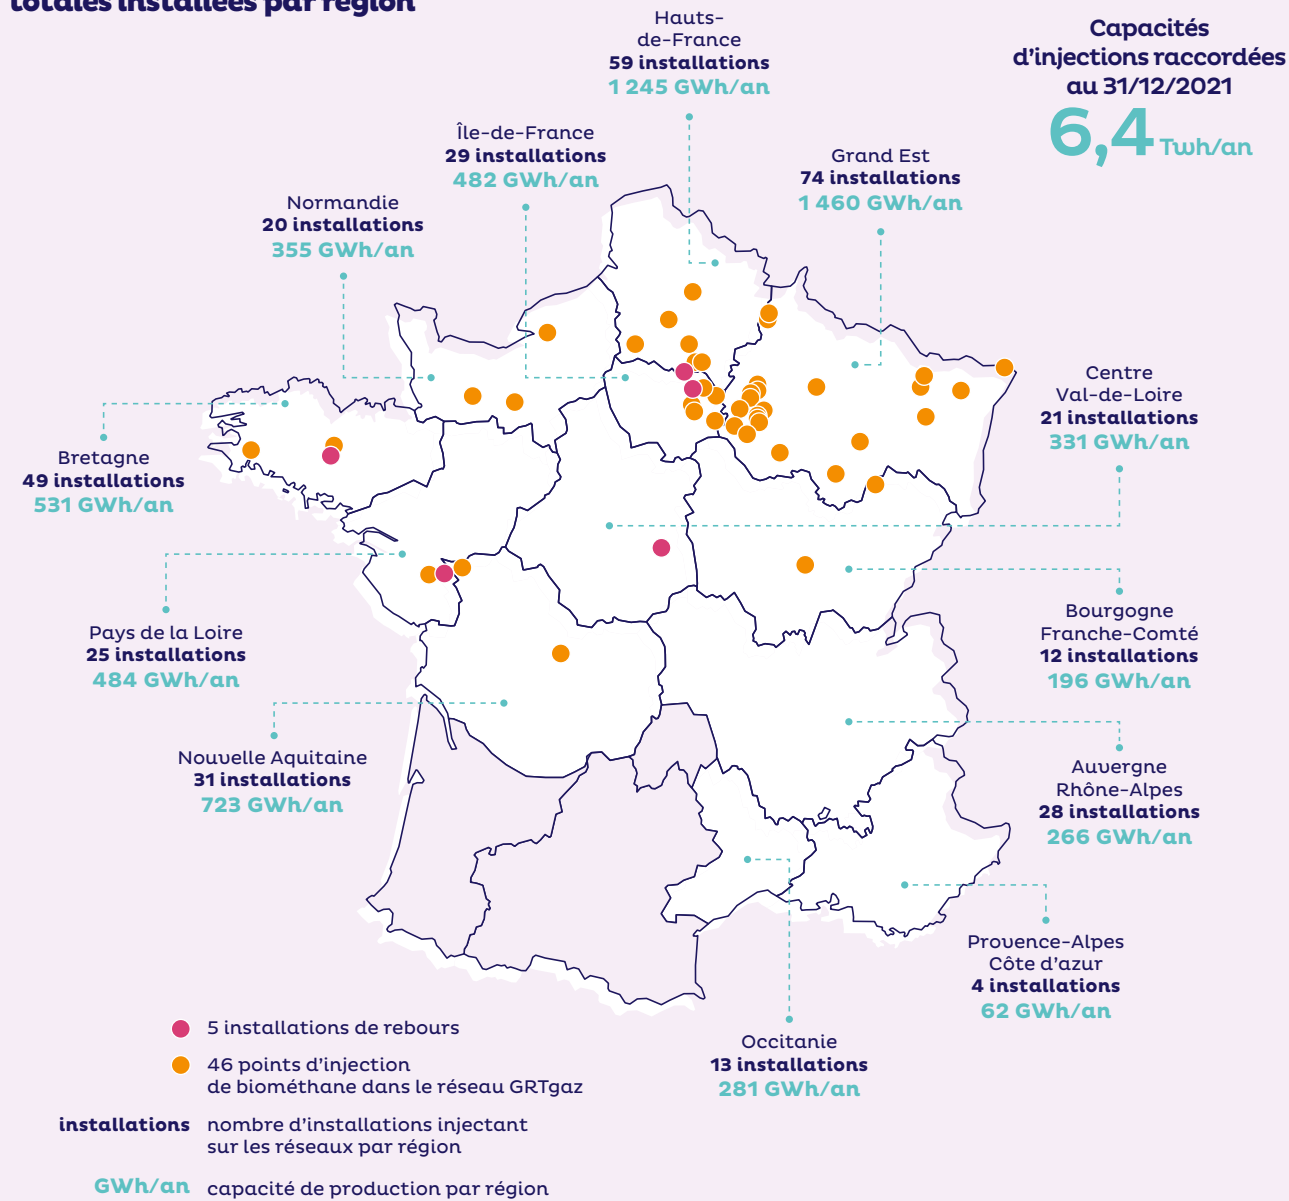 totales installées par région
Capacités
d'injections raccordées
au 31/12/2021
6,4 Twh/an
Hauts-
de-France
59 installations
1 245 GWh/an
Île-de-France
29 installations
482 GWh/an
Grand Est
74 installations
1 460 GWh/an
Normandie
20 installations
355 GWh/an
Centre
Val-de-Loire
21 installations
331 GWh/an
Bretagne
49 installations
531 GWh/an
Pays de la Loire
25 installations
484 GWh/an
Bourgogne
Franche-Comté
12 installations
196 GWh/an
Nouvelle Aquitaine
31 installations
723 GWh/an
Auvergne
Rhône-Alpes
28 installations
266 GWh/an
Provence-Alpes
Côte d'azur
4 installations
62 GWh/an
Occitanie
13 installations
281 GWh/an
5 installations de rebours
46 points d'injection
de biométhane dans le réseau GRTgaz
installations nombre d'installations injectant
sur les réseaux par région
GWh/an capacité de production par région